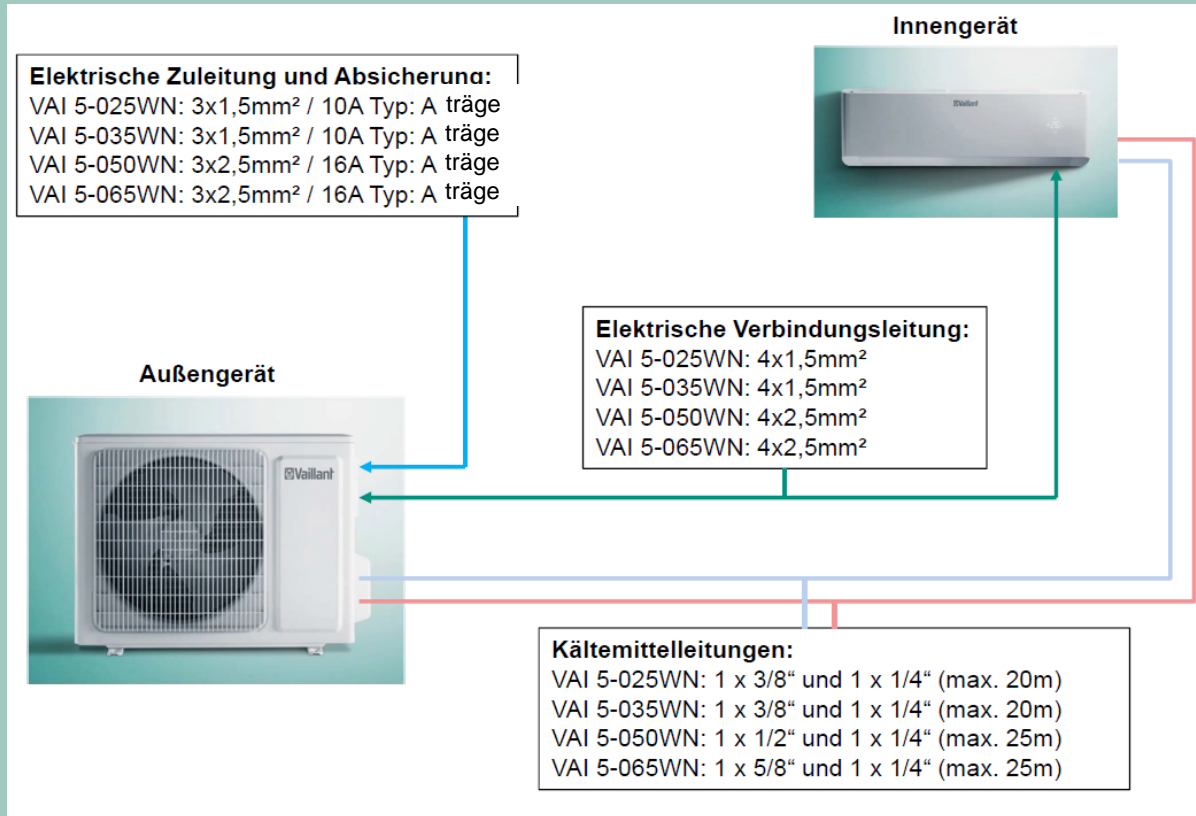 Innengerät
Elektrische Zuleitung und Absicherung:
VAI 5-025WN: 3x1,5mm² / 10A Typ: A träge
VAI 5-035WN: 3x1,5mm² / 10A Typ: A träge
VAI 5-050WN: 3x2,5mm² / 16A Typ: A träge
VAI 5-065WN: 3x2,5mm² / 16A Typ: A träge
Vaillant
Elektrische Verbindungsleitung:
VAI 5-025WN: 4x1,5mm²
VAI 5-035WN: 4x1,5mm²
VAI 5-050WN: 4x2,5mm²
VAI 5-065WN: 4x2,5mm²
Außengerät
Vaillant
Kältemittelleitungen:
VAI 5-025WN: 1 x 3/8“ und 1 x 1/4“ (max. 20m)
VAI 5-035WN: 1 x 3/8“ und 1 x 1/4“ (max. 20m)
VAI 5-050WN: 1 x 1/2“ und 1 x 1/4“ (max. 25m)
VAI 5-065WN: 1 x 5/8“ und 1 x 1/4“ (max. 25m)